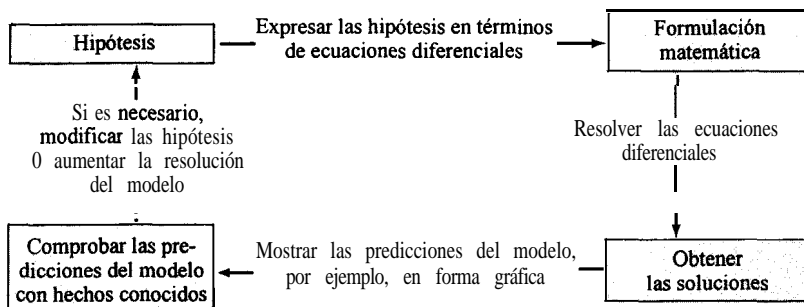 Hipótesis
Expresar las hipótesis en términos
de ecuaciones diferenciales
Formulación
matemática
Resolver las ecuaciones
diferenciales
Obtener
las soluciones
Mostrar las predicciones del modelo,
por ejemplo, en forma gráfica
Comprobar las pre-
dicciones del modelo
con hechos conocidos
Si es necesario,
modificar las hipótesis
0 aumentar la resolución
del modelo